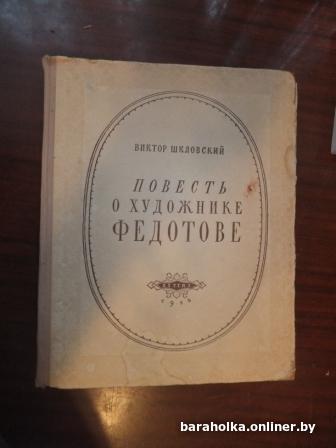 ВИКТОР ШКЛОВСКИЙ
ПОВЕСТЬ
О ХУДОЖНИКЕ
ФЕДОТОВЕ
baraholka.onliner.by